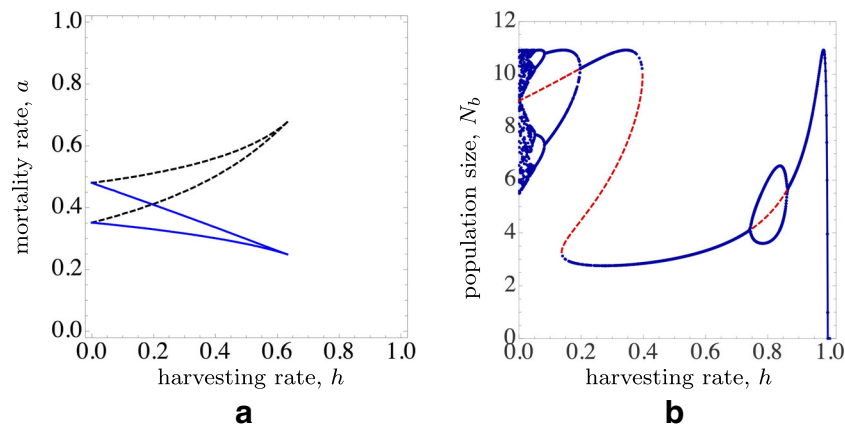 1.0
0.8
0.6
0.4
0.2
0.0
mortality rate, a
0.0 0.2 0.4 0.6 0.8 1.0
harvesting rate, h
a
12
10
8
6
4
2
0
population size, N_b
0.0 0.2 0.4 0.6 0.8 1.0
harvesting rate, h
b